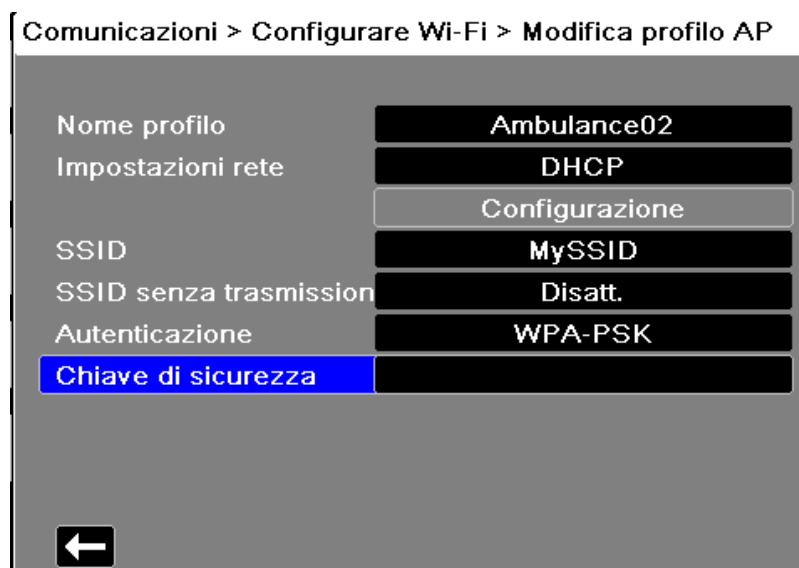 Comunicazioni > Configurare Wi-Fi > Modifica profilo AP
Nome profilo Ambulance02
Impostazioni rete DHCP
Configurazione
SSID MySSID
SSID senza trasmission Disatt.
Autenticazione WPA-PSK
Chiave di sicurezza